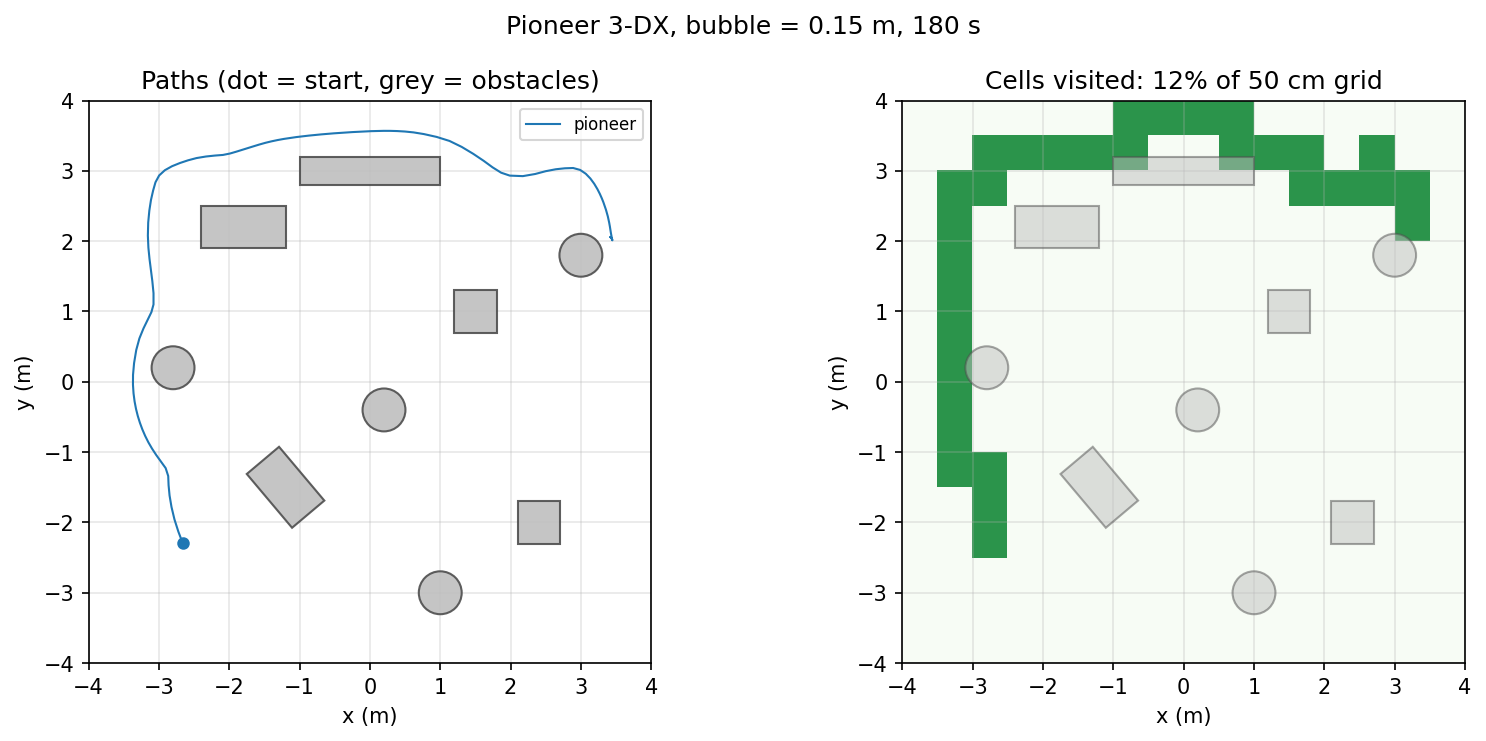 Pioneer 3-DX, bubble = 0.15 m, 180 s
Paths (dot = start, grey = obstacles)
pioneer
4
3
2
1
0
−1
−2
−3
−4
−4 −3 −2 −1 0 1 2 3 4
x (m)
y (m)
Cells visited: 12% of 50 cm grid
4
3
2
1
0
−1
−2
−3
−4
−4 −3 −2 −1 0 1 2 3 4
x (m)
y (m)